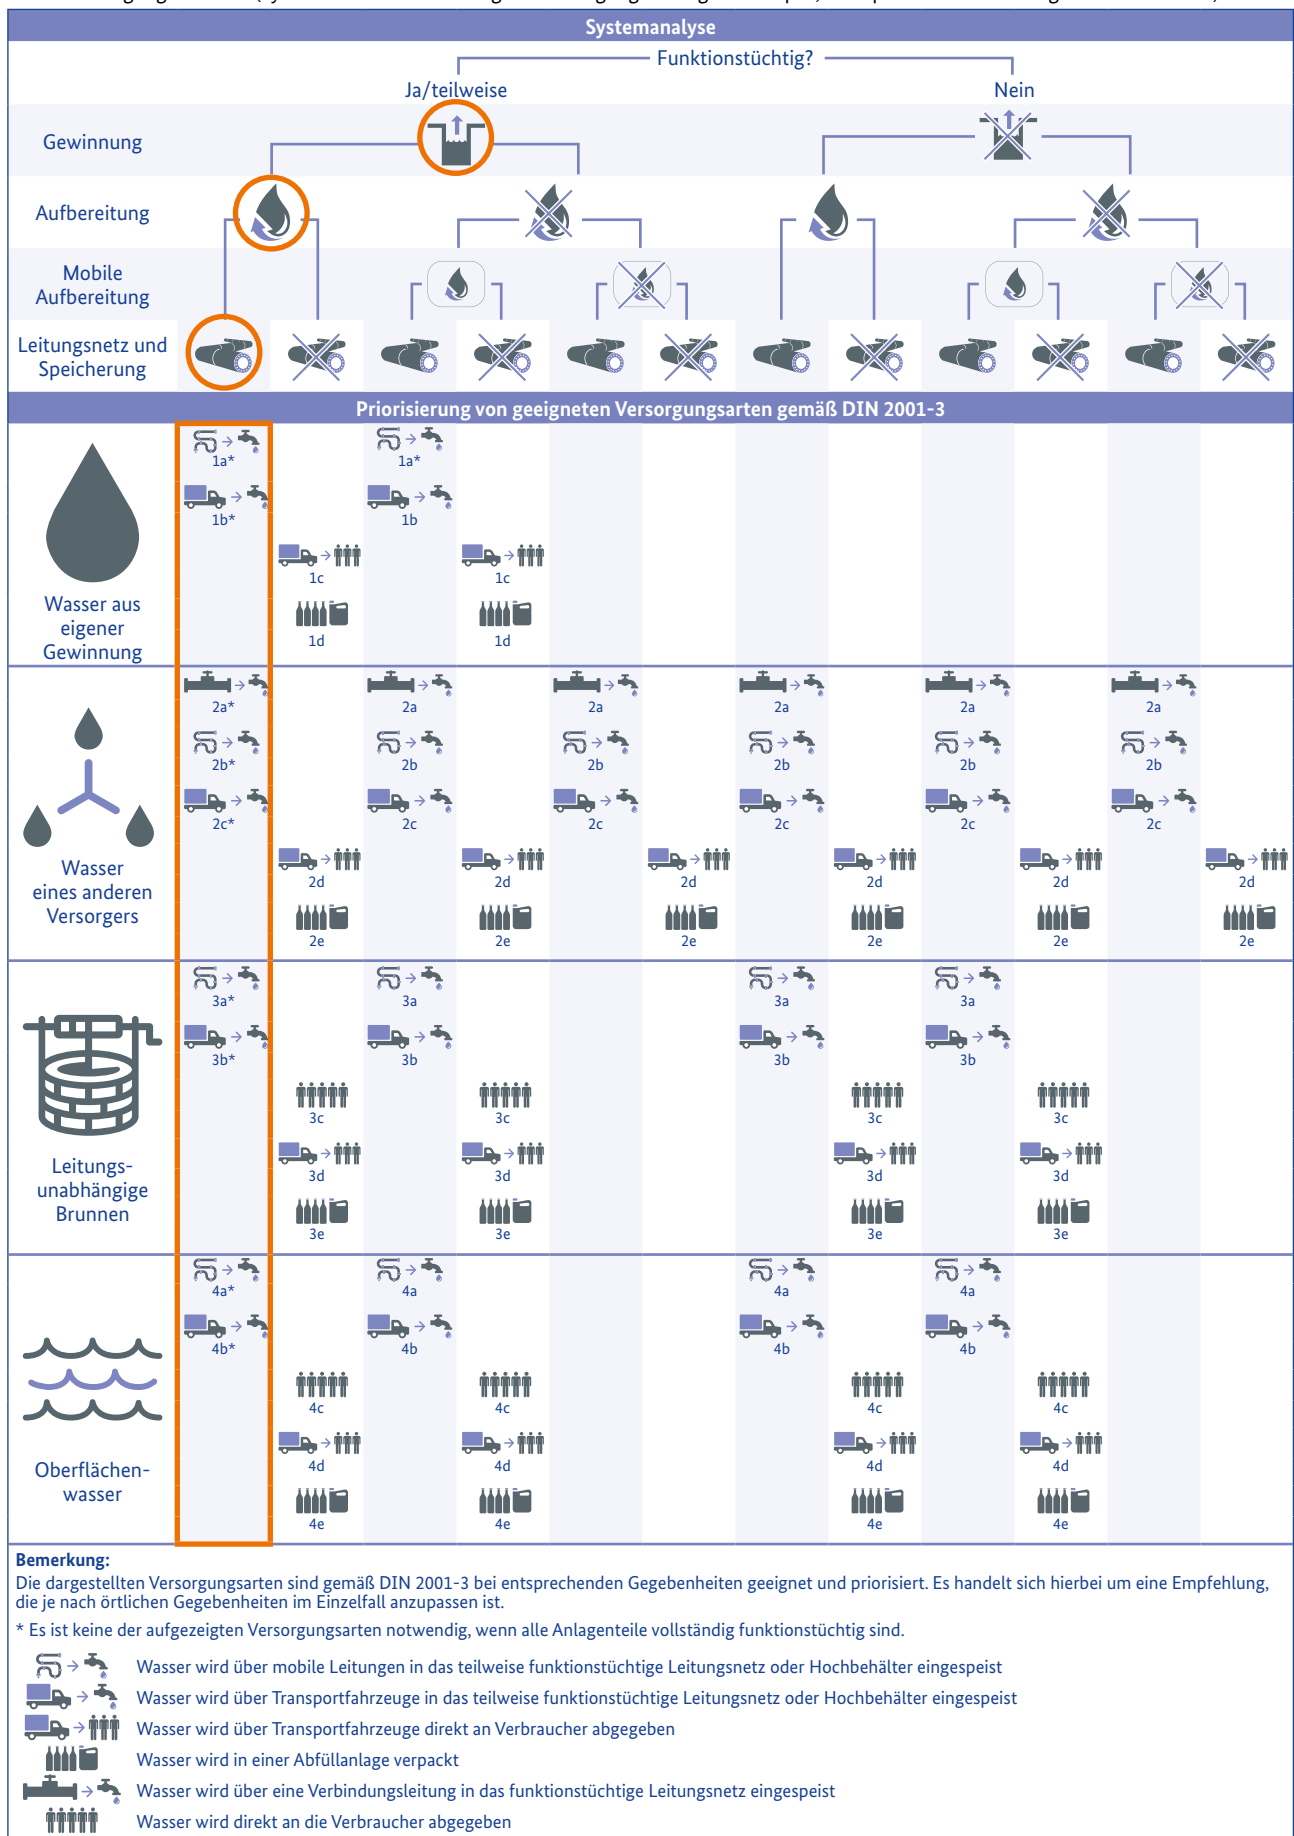 Systemanalyse
Funktionstüchtig?
Ja/teilweise Nein
Gewinnung
Aufbereitung
Mobile
Aufbereitung
Leitungsnetz und
Speicherung
Priorisierung von geeigneten Versorgungsarten gemäß DIN 2001-3
1a* 1a*
1b* 1b
1c 1c
1d 1d
Wasser aus
eigener
Gewinnung
2a* 2a 2a 2a 2a 2a
2b* 2b 2b 2b 2b 2b
2c* 2c 2c 2c 2c 2c
2d 2d 2d 2d 2d 2d
2e 2e 2e 2e 2e 2e
Wasser
eines anderen
Versorgers
3a* 3a 3a 3a
3b* 3b 3b 3b
3c 3c 3c 3c
3d 3d 3d 3d
3e 3e 3e 3e
Leitungs-
unabhängige
Brunnen
4a* 4a 4a 4a
4b* 4b 4b 4b
4c 4c 4c 4c
4d 4d 4d 4d
4e 4e 4e 4e
Oberflächen-
wasser
Bemerkung:
Die dargestellten Versorgungsarten sind gemäß DIN 2001-3 bei entsprechenden Gegebenheiten geeignet und priorisiert. Es handelt sich hierbei um eine Empfehlung,
die je nach örtlichen Gegebenheiten im Einzelfall anzupassen ist.
* Es ist keine der aufgezeigten Versorgungsarten notwendig, wenn alle Anlagenteile vollständig funktionstüchtig sind.
Wasser wird über mobile Leitungen in das teilweise funktionstüchtige Leitungsnetz oder Hochbehälter eingespeist
Wasser wird über Transportfahrzeuge in das teilweise funktionstüchtige Leitungsnetz oder Hochbehälter eingespeist
Wasser wird über Transportfahrzeuge direkt an Verbraucher abgegeben
Wasser wird in einer Abfüllanlage verpackt
Wasser wird über eine Verbindungsleitung in das funktionstüchtige Leitungsnetz eingespeist
Wasser wird direkt an die Verbraucher abgegeben